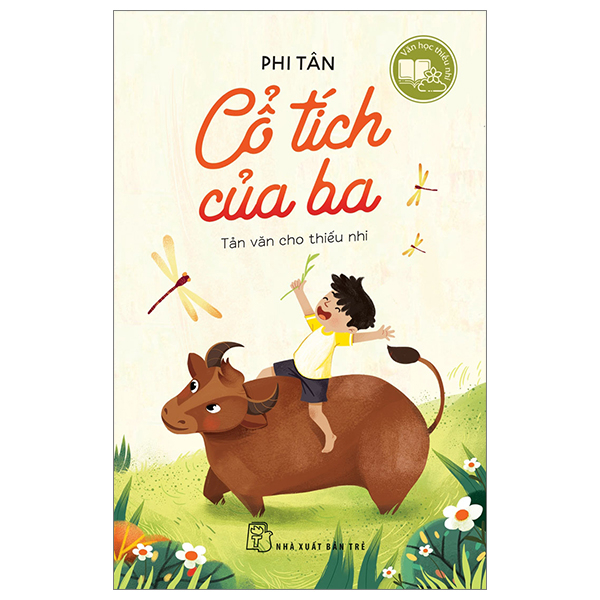 PHI TÂN
Văn học thiếu nhi
Cổ tích
của ba
Tản văn cho thiếu nhi
NHÀ XUẤT BẢN TRẺ